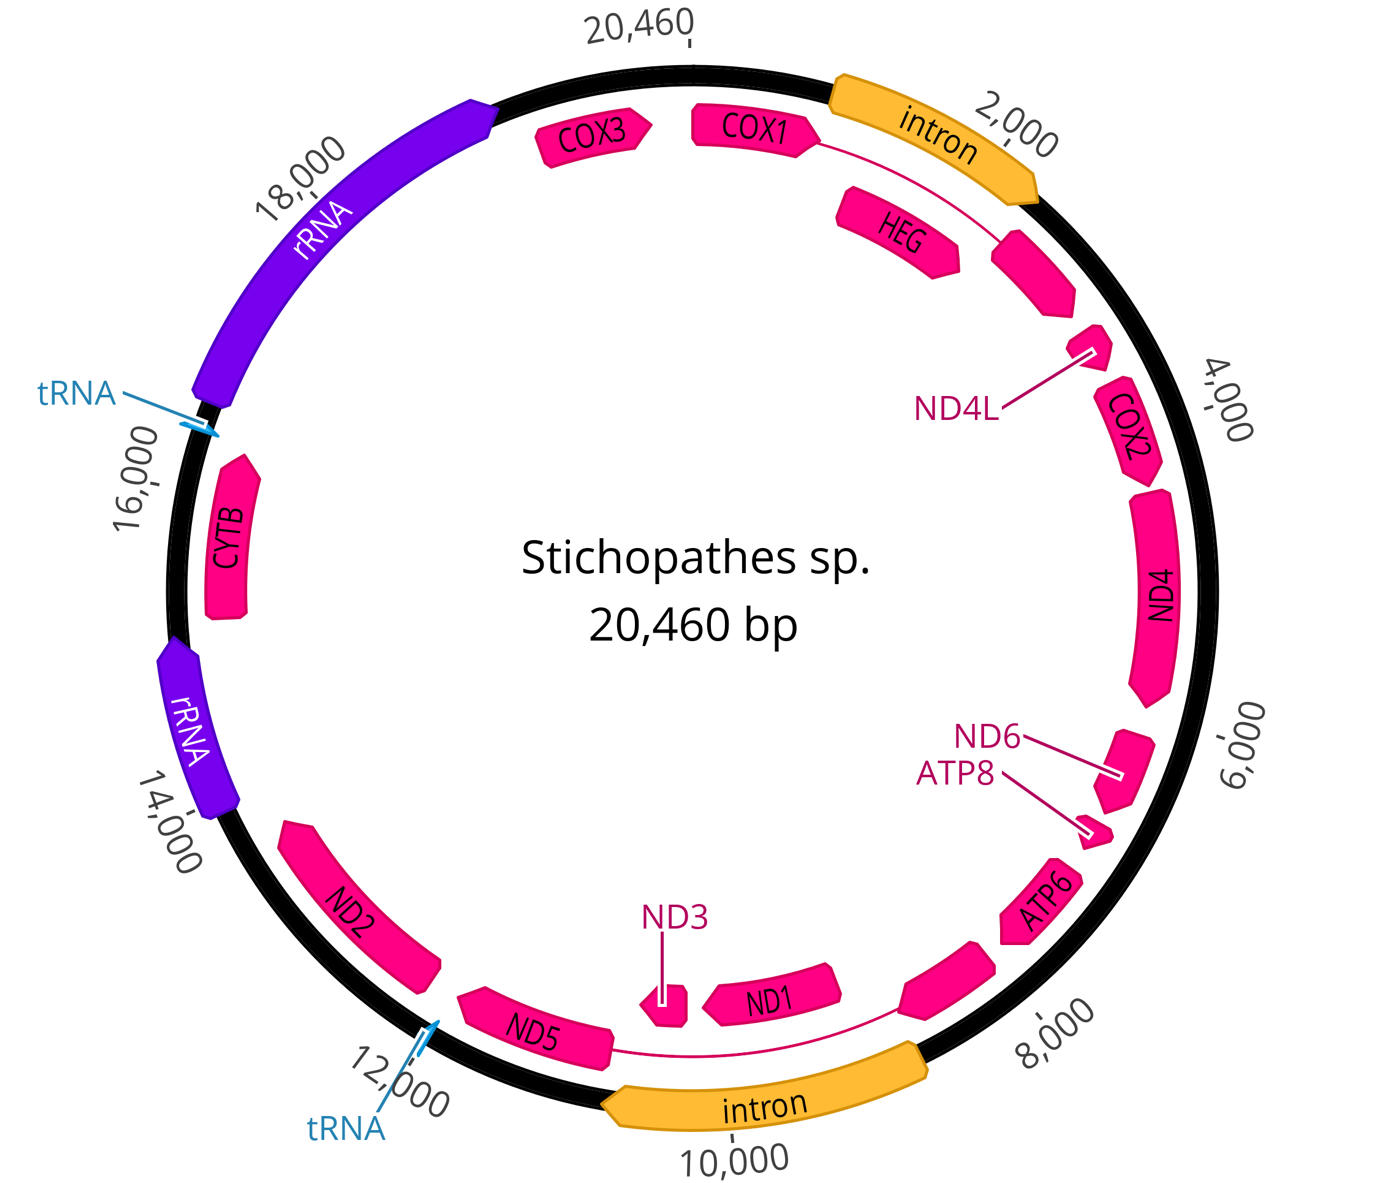 20,460
COX3
COX1
intron
2,000
18,000
rRNA
HEG
tRNA
ND4L
4,000
COX2
16,000
CYTB
Stichopathes sp.
20,460 bp
ND4
rRNA
ND6
ATP8
6,000
14,000
ND2
ATP6
ND3
ND1
ND5
8,000
12,000
tRNA
intron
10,000